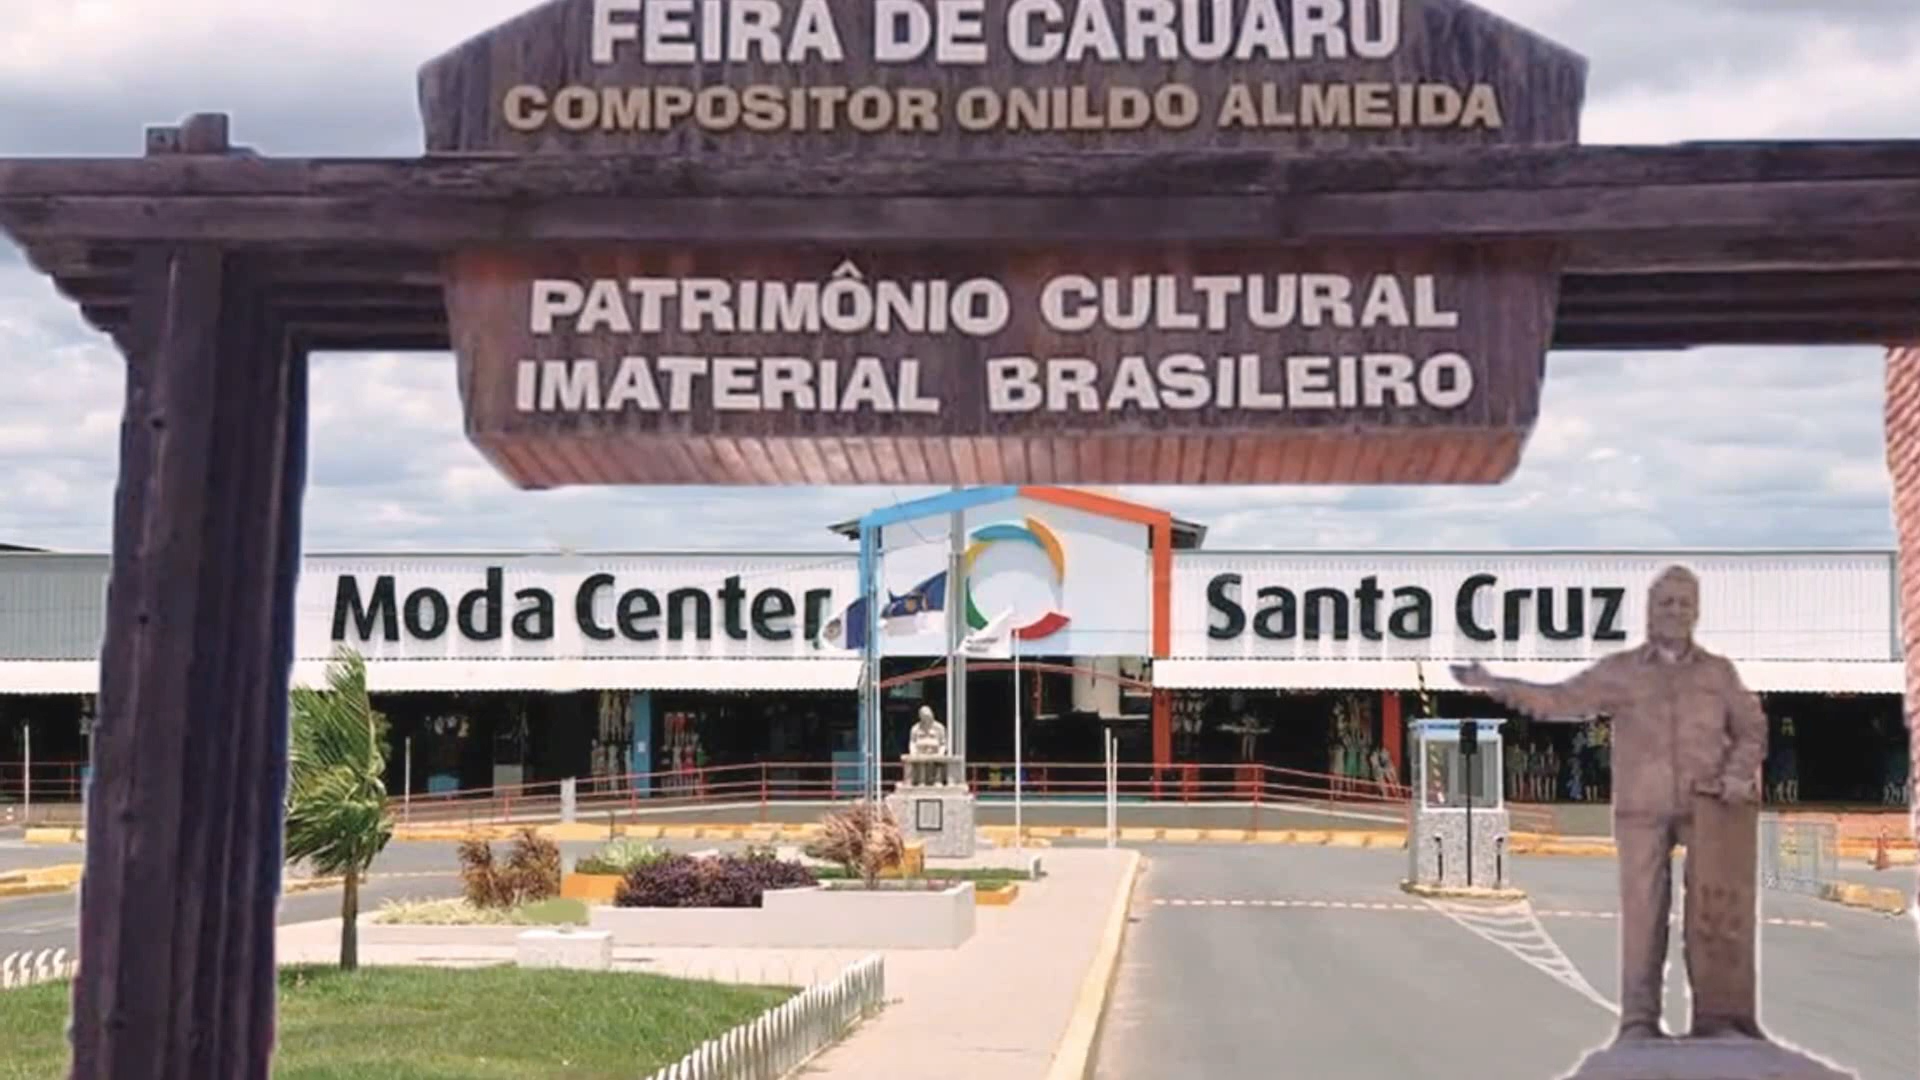 FEIRA DE CARUARU
COMPOSITOR ONILDO ALMEIDA
PATRIMÔNIO CULTURAL
IMATERIAL BRASILEIRO
Moda Center Santa Cruz